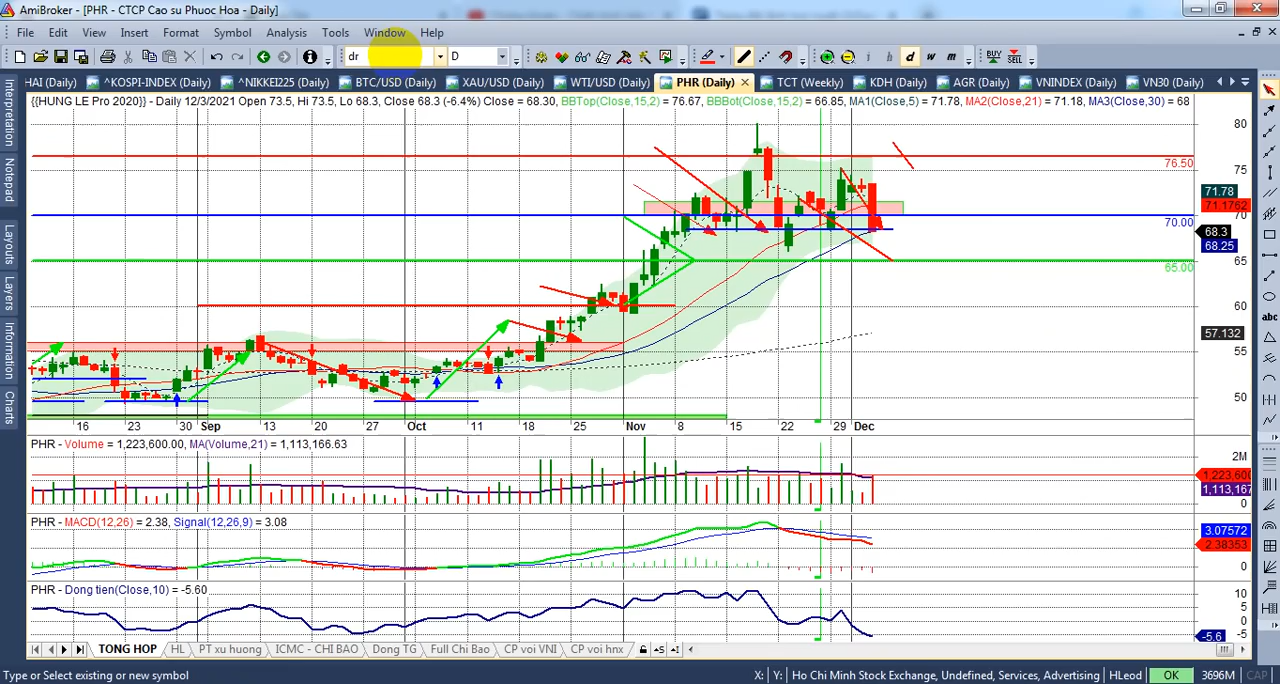 AmiBroker - [PHR - CTCP Cao su Phuoc Hoa - Daily]
File Edit View Insert Format Symbol Analysis Tools Window Help
dr D BUY SELL
i h d w m
HAI (Daily) ^KOSPI-INDEX (Daily) ^NIKKEI225 (Daily) BTC/USD (Daily) XAU/USD (Daily) WTI/USD (Daily) PHR (Daily) TCT (Weekly) KDH (Daily) AGR (Daily) VNINDEX (Daily) VN30 (Daily)
{{HUNG LE Pro 2020}} - Daily 12/3/2021 Open 73.5, Hi 73.5, Lo 68.3, Close 68.3 (-6.4%) Close = 68.30, BBTop(Close,15,2) = 76.67, BBBot(Close,15,2) = 66.85, MA1(Close,5) = 71.78, MA2(Close,21) = 71.18, MA3(Close,30) = 68
Interpretation
Notepad
Layouts
Layers
Information
Charts
80
76.50
75
71.78
71.1762
70
70.00
68.3
68.25
65
65.00
60
57.132
55
50
16 23 30 Sep 13 20 27 Oct 11 18 25 Nov 8 15 22 29 Dec
abc
PHR - Volume = 1,223,600.00, MA(Volume,21) = 1,113,166.63
2M
1,223,600
1,113,167
0
PHR - MACD(12,26) = 2.38, Signal(12,26,9) = 3.08
3.07572
2.38353
0
PHR - Dong tien(Close,10) = -5.60
10
5
0
-5
-5.6
TONG HOP HL PT xu huong ICMC - CHI BAO Dong TG Full Chi Bao CP voi VNI CP voi hnx
Type or Select existing or new symbol X: Y: Ho Chi Minh Stock Exchange, Undefined, Services, Advertising HLeod OK 3696M CAP